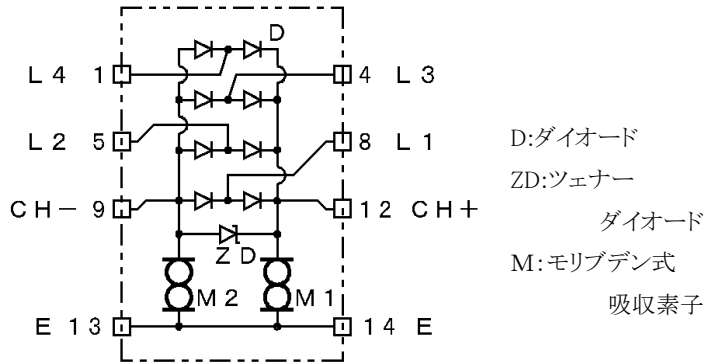 D
L4 1
4 L3
L2 5
8 L1
D:ダイオード
ZD:ツェナー
ダイオード
CH- 9
12 CH+
ZD
M:モリブデン式
吸収素子
M2
M1
E 13
14 E